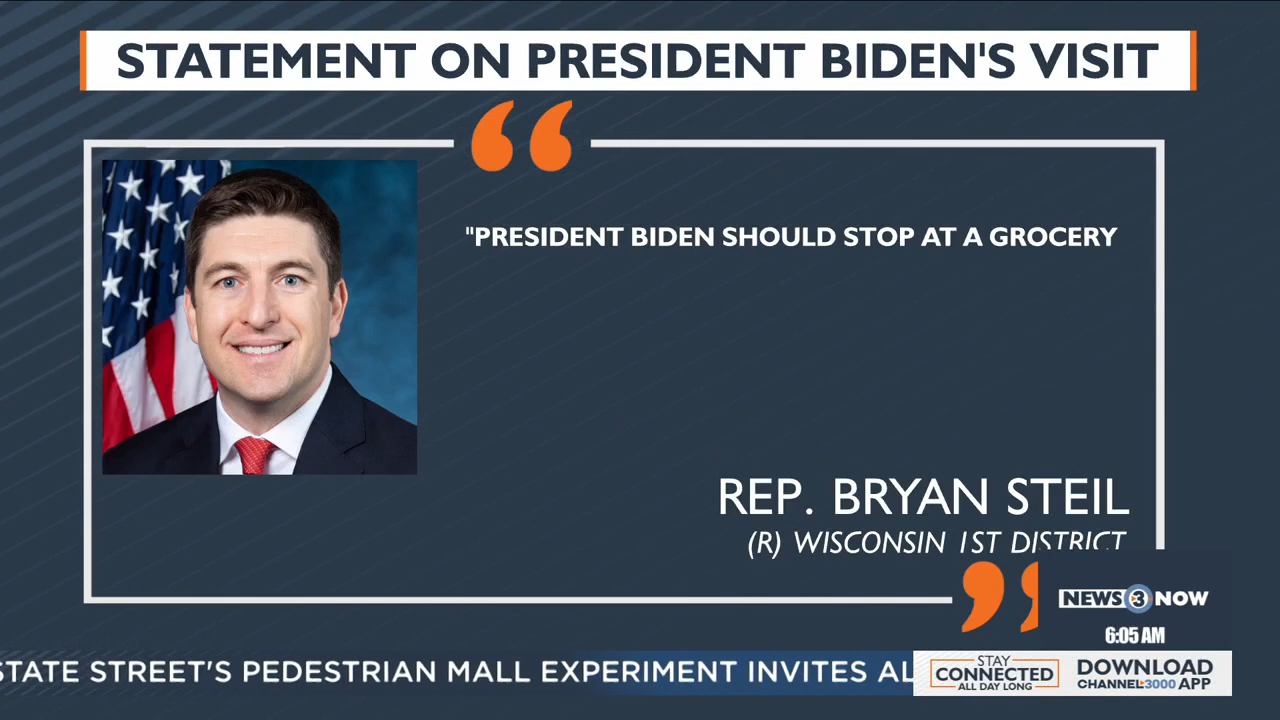 STATEMENT ON PRESIDENT BIDEN'S VISIT
"PRESIDENT BIDEN SHOULD STOP AT A GROCERY
REP. BRYAN STEIL
(R) WISCONSIN 1ST DISTRICT
NEWS 3 NOW
6:05 AM
STATE STREET'S PEDESTRIAN MALL EXPERIMENT INVITES AL
STAY
CONNECTED
ALL DAY LONG
DOWNLOAD
CHANNEL3000 APP